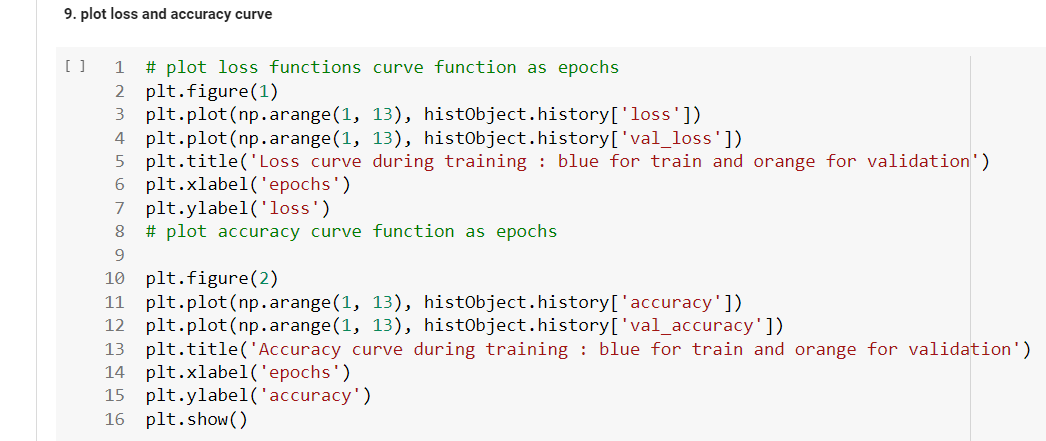 9. plot loss and accuracy curve
[ ] 1 # plot loss functions curve function as epochs
2 plt.figure(1)
3 plt.plot(np.arange(1, 13), histObject.history['loss'])
4 plt.plot(np.arange(1, 13), histObject.history['val_loss'])
5 plt.title('Loss curve during training : blue for train and orange for validation')
6 plt.xlabel('epochs')
7 plt.ylabel('loss')
8 # plot accuracy curve function as epochs
9
10 plt.figure(2)
11 plt.plot(np.arange(1, 13), histObject.history['accuracy'])
12 plt.plot(np.arange(1, 13), histObject.history['val_accuracy'])
13 plt.title('Accuracy curve during training : blue for train and orange for validation')
14 plt.xlabel('epochs')
15 plt.ylabel('accuracy')
16 plt.show()